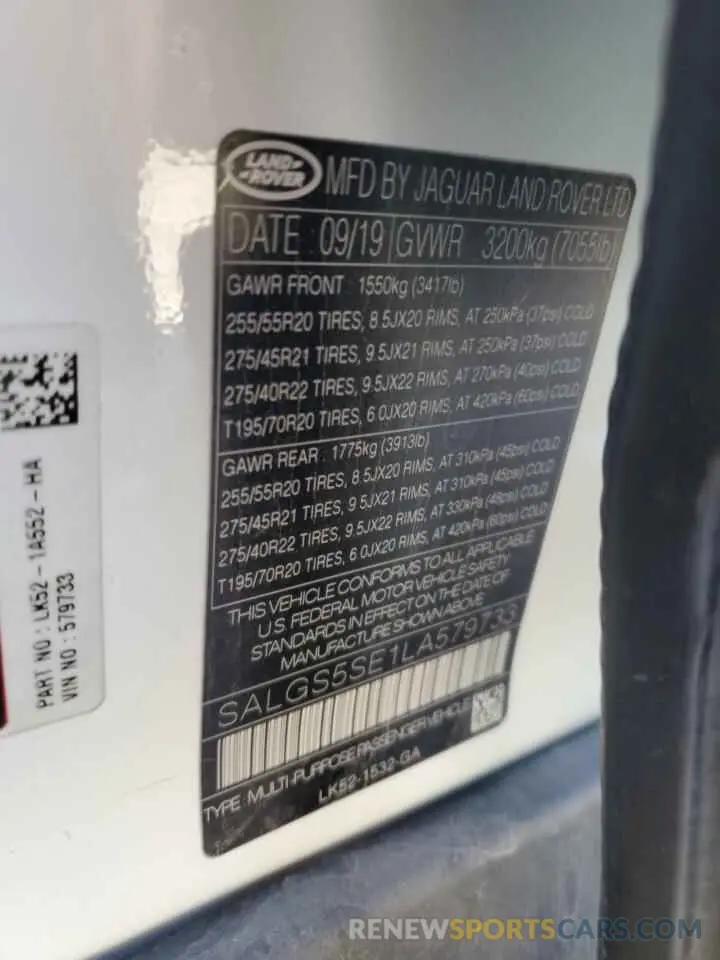 LAND ROVER
MFD BY JAGUAR LAND ROVER LTD
DATE 09/19 GVWR 3200kg (7055lb)
GAWR FRONT 1550kg (3417lb)
255/55R20 TIRES, 8.5JX20 RIMS, AT 250kPa (37psi) COLD
275/45R21 TIRES, 9.5JX21 RIMS, AT 250kPa (37psi) COLD
275/40R22 TIRES, 9.5JX22 RIMS, AT 270kPa (40psi) COLD
T195/70R20 TIRES, 6.0JX20 RIMS, AT 420kPa (60psi) COLD
GAWR REAR 1775kg (3913lb)
255/55R20 TIRES, 8.5JX20 RIMS, AT 310kPa (45psi) COLD
275/45R21 TIRES, 9.5JX21 RIMS, AT 310kPa (45psi) COLD
275/40R22 TIRES, 9.5JX22 RIMS, AT 330kPa (48psi) COLD
T195/70R20 TIRES, 6.0JX20 RIMS, AT 420kPa (60psi) COLD
THIS VEHICLE CONFORMS TO ALL APPLICABLE
U.S. FEDERAL MOTOR VEHICLE SAFETY
STANDARDS IN EFFECT ON THE DATE OF
MANUFACTURE SHOWN ABOVE
SALGS5SE1LA579733
TYPE: MULTI-PURPOSE PASSENGER VEHICLE
LK52-1532-GA
PART NO : LK52-1A552-HA
VIN NO : 579733
RENEWSPORTSCARS.COM